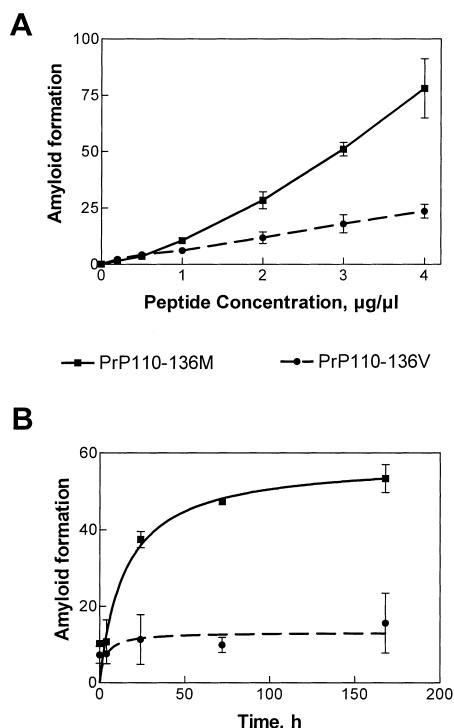 A
100
75
50
25
0
Amyloid formation
0 1 2 3 4
Peptide Concentration, µg/µl
PrP110-136M PrP110-136V
B
60
40
20
0
Amyloid formation
0 50 100 150 200
Time, h